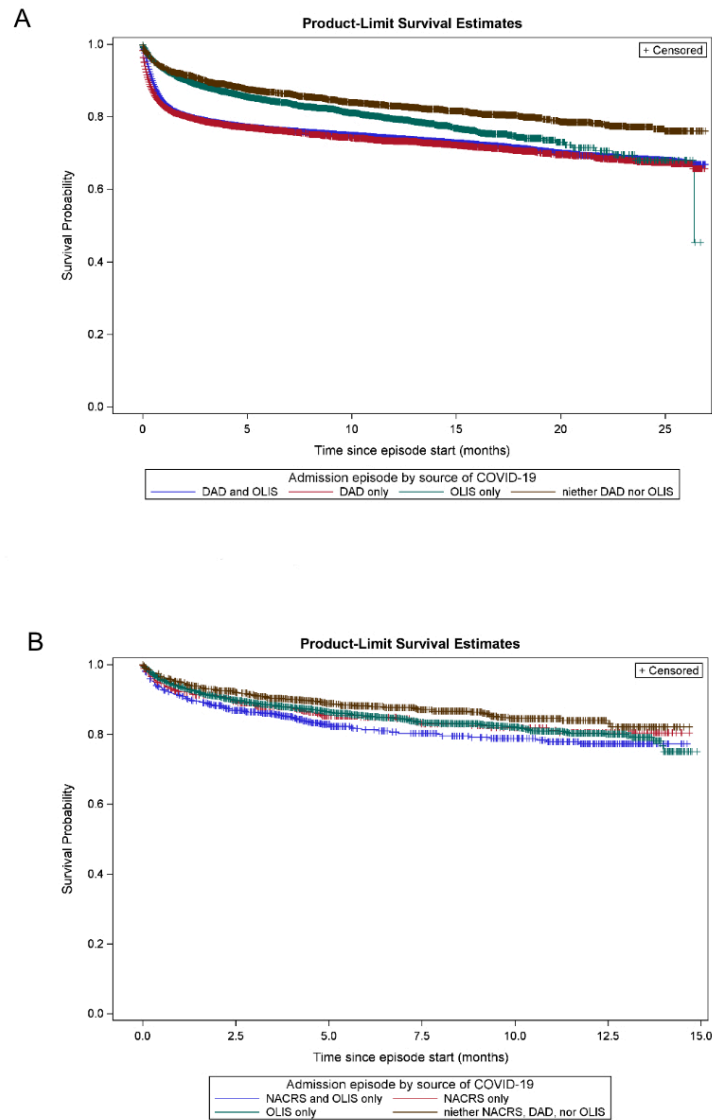 A
Product-Limit Survival Estimates
+ Censored
1.0
0.8
0.6
0.4
0.2
0.0
Survival Probability
0 5 10 15 20 25
Time since episode start (months)
Admission episode by source of COVID-19
DAD and OLIS DAD only OLIS only niether DAD nor OLIS
B
Product-Limit Survival Estimates
+ Censored
1.0
0.8
0.6
0.4
0.2
0.0
Survival Probability
0.0 2.5 5.0 7.5 10.0 12.5 15.0
Time since episode start (months)
Admission episode by source of COVID-19
NACRS and OLIS only NACRS only
OLIS only niether NACRS, DAD, nor OLIS